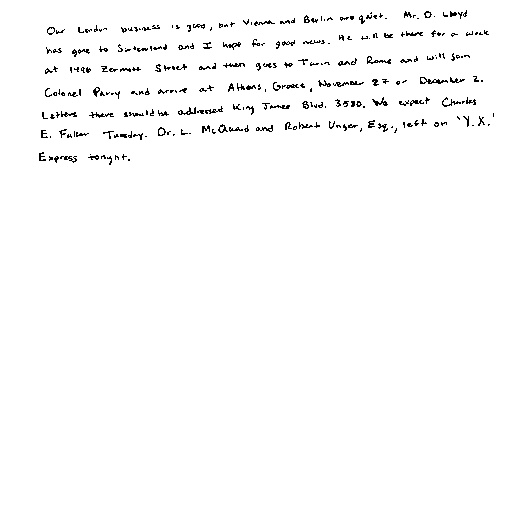 Our London business is good, but Vienna and Berlin are quiet. Mr. D. Lloyd
has gone to Switzerland and I hope for good news. He will be there for a week
at 1496 Zermott Street and then goes to Turin and Rome and will join
Colonel Parry and arrive at Athens, Greece, November 27 or December 2.
Letters there should be addressed King James Blvd. 3580. We expect Charles
E. Fuller Tuesday. Dr. L. McQuaid and Robert Unger, Esq., left on 'Y.X.'
Express tonight.